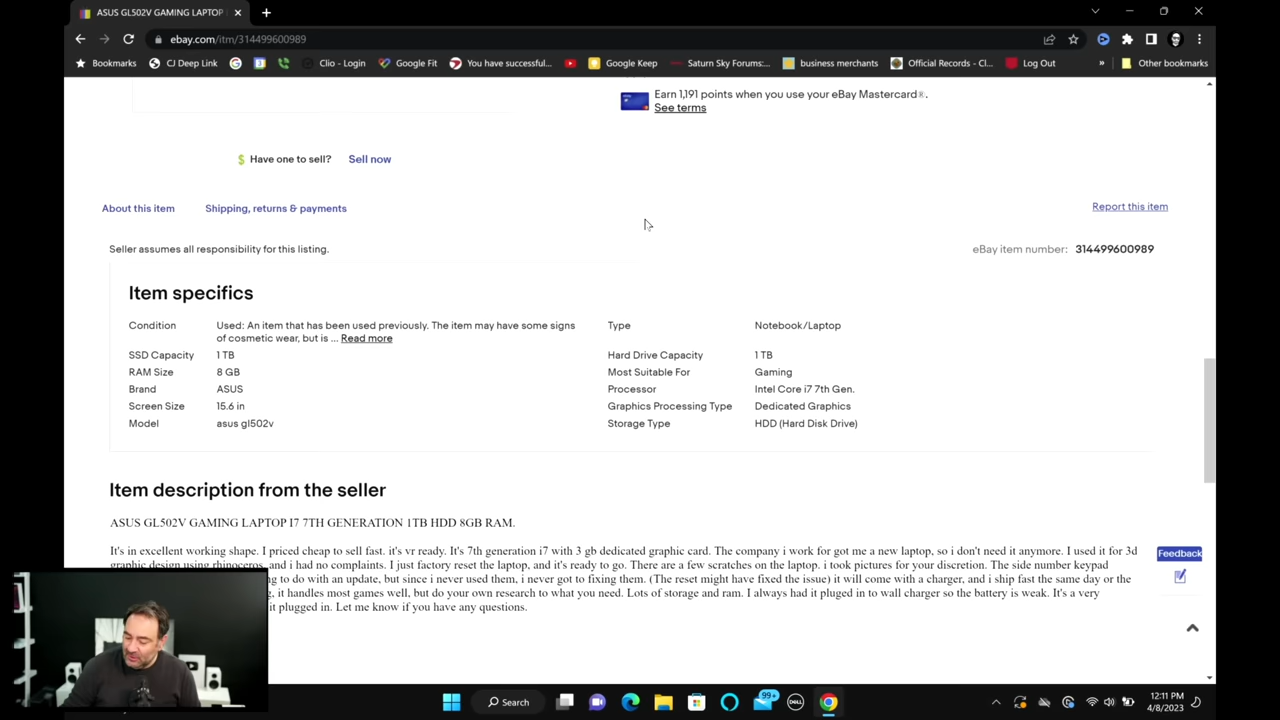 ASUS GL502V GAMING LAPTOP
ebay.com/itm/314499600989
Bookmarks CJ Deep Link Clio - Login Google Fit You have successful... Google Keep Saturn Sky Forums:... business merchants Official Records - Cl... Log Out » Other bookmarks
Earn 1,191 points when you use your eBay Mastercard®.
See terms
Have one to sell? Sell now
About this item Shipping, returns & payments Report this item
Seller assumes all responsibility for this listing. eBay item number: 314499600989
Item specifics
Condition Used: An item that has been used previously. The item may have some signs Type Notebook/Laptop
of cosmetic wear, but is ... Read more
SSD Capacity 1 TB Hard Drive Capacity 1 TB
RAM Size 8 GB Most Suitable For Gaming
Brand ASUS Processor Intel Core i7 7th Gen.
Screen Size 15.6 in Graphics Processing Type Dedicated Graphics
Model asus gl502v Storage Type HDD (Hard Disk Drive)
Item description from the seller
ASUS GL502V GAMING LAPTOP I7 7TH GENERATION 1TB HDD 8GB RAM.
It's in excellent working shape. I priced cheap to sell fast. it's vr ready. It's 7th generation i7 with 3 gb dedicated graphic card. The company i work for got me a new laptop, so i don't need it anymore. I used it for 3d
graphic design using rhinoceros, and i had no complaints. I just factory reset the laptop, and it's ready to go. There are a few scratches on the laptop. i took pictures for your discretion. The side number keypad
ng to do with an update, but since i never used them, i never got to fixing them. (The reset might have fixed the issue) it will come with a charger, and i ship fast the same day or the
g, it handles most games well, but do your own research to what you need. Lots of storage and ram. I always had it pluged in to wall charger so the battery is weak. It's a very
it plugged in. Let me know if you have any questions.
Feedback
Search
99+
DELL
12:11 PM
4/8/2023